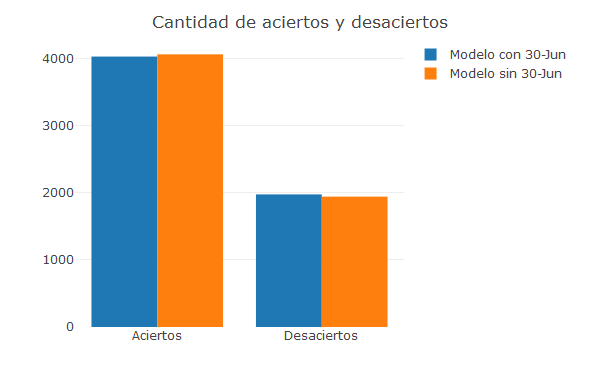 Cantidad de aciertos y desaciertos
Modelo con 30-Jun
Modelo sin 30-Jun
4000
3000
2000
1000
0
Aciertos
Desaciertos